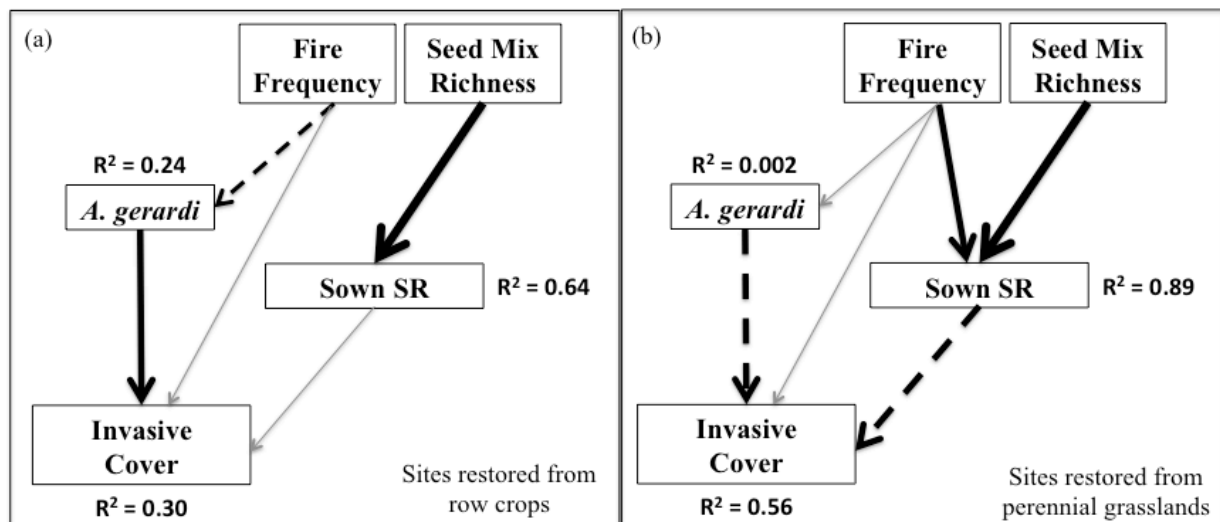 (a)
Fire
Frequency
Seed Mix
Richness
R² = 0.24
A. gerardi
Sown SR
R² = 0.64
Invasive
Cover
R² = 0.30
Sites restored from
row crops
(b)
Fire
Frequency
Seed Mix
Richness
R² = 0.002
A. gerardi
Sown SR
R² = 0.89
Invasive
Cover
R² = 0.56
Sites restored from
perennial grasslands